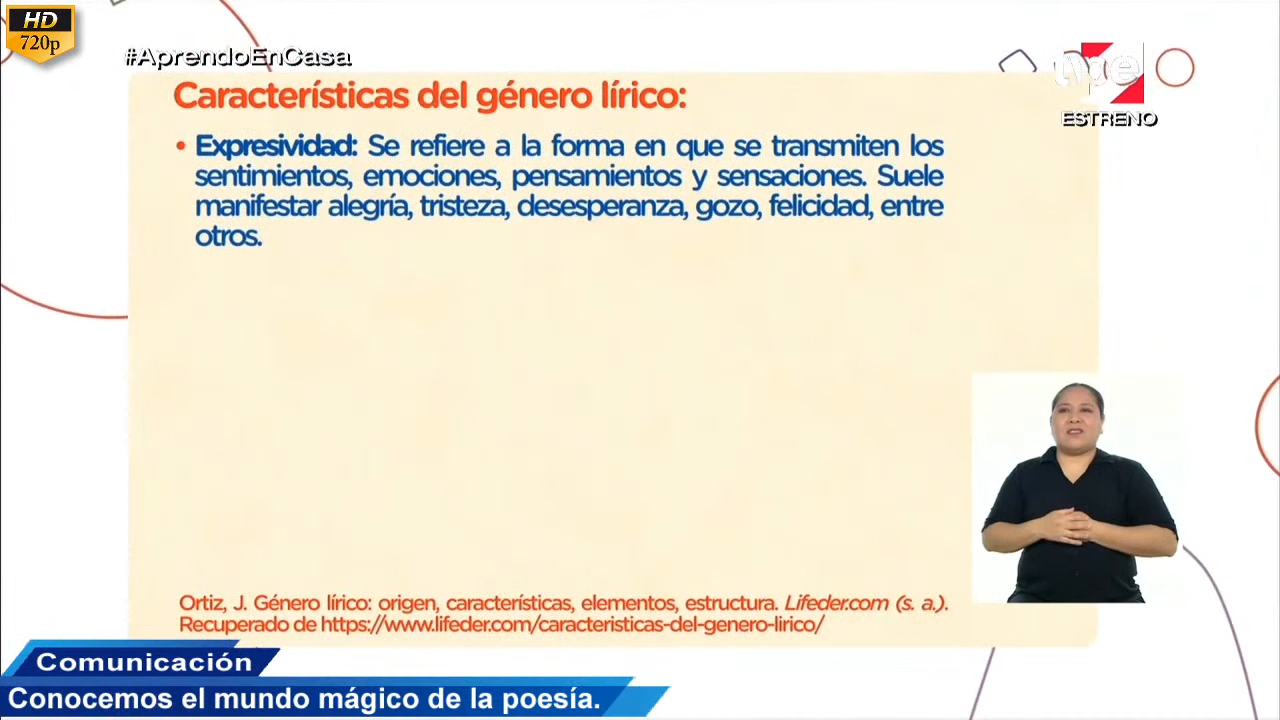 HD
720p
#AprendoEnCasa
tvpe
ESTRENO
Características del género lírico:
• Expresividad: Se refiere a la forma en que se transmiten los
sentimientos, emociones, pensamientos y sensaciones. Suele
manifestar alegría, tristeza, desesperanza, gozo, felicidad, entre
otros.
Ortiz, J. Género lírico: origen, características, elementos, estructura. Lifeder.com (s. a.).
Recuperado de https://www.lifeder.com/caracteristicas-del-genero-lirico/
Comunicación
Conocemos el mundo mágico de la poesía.